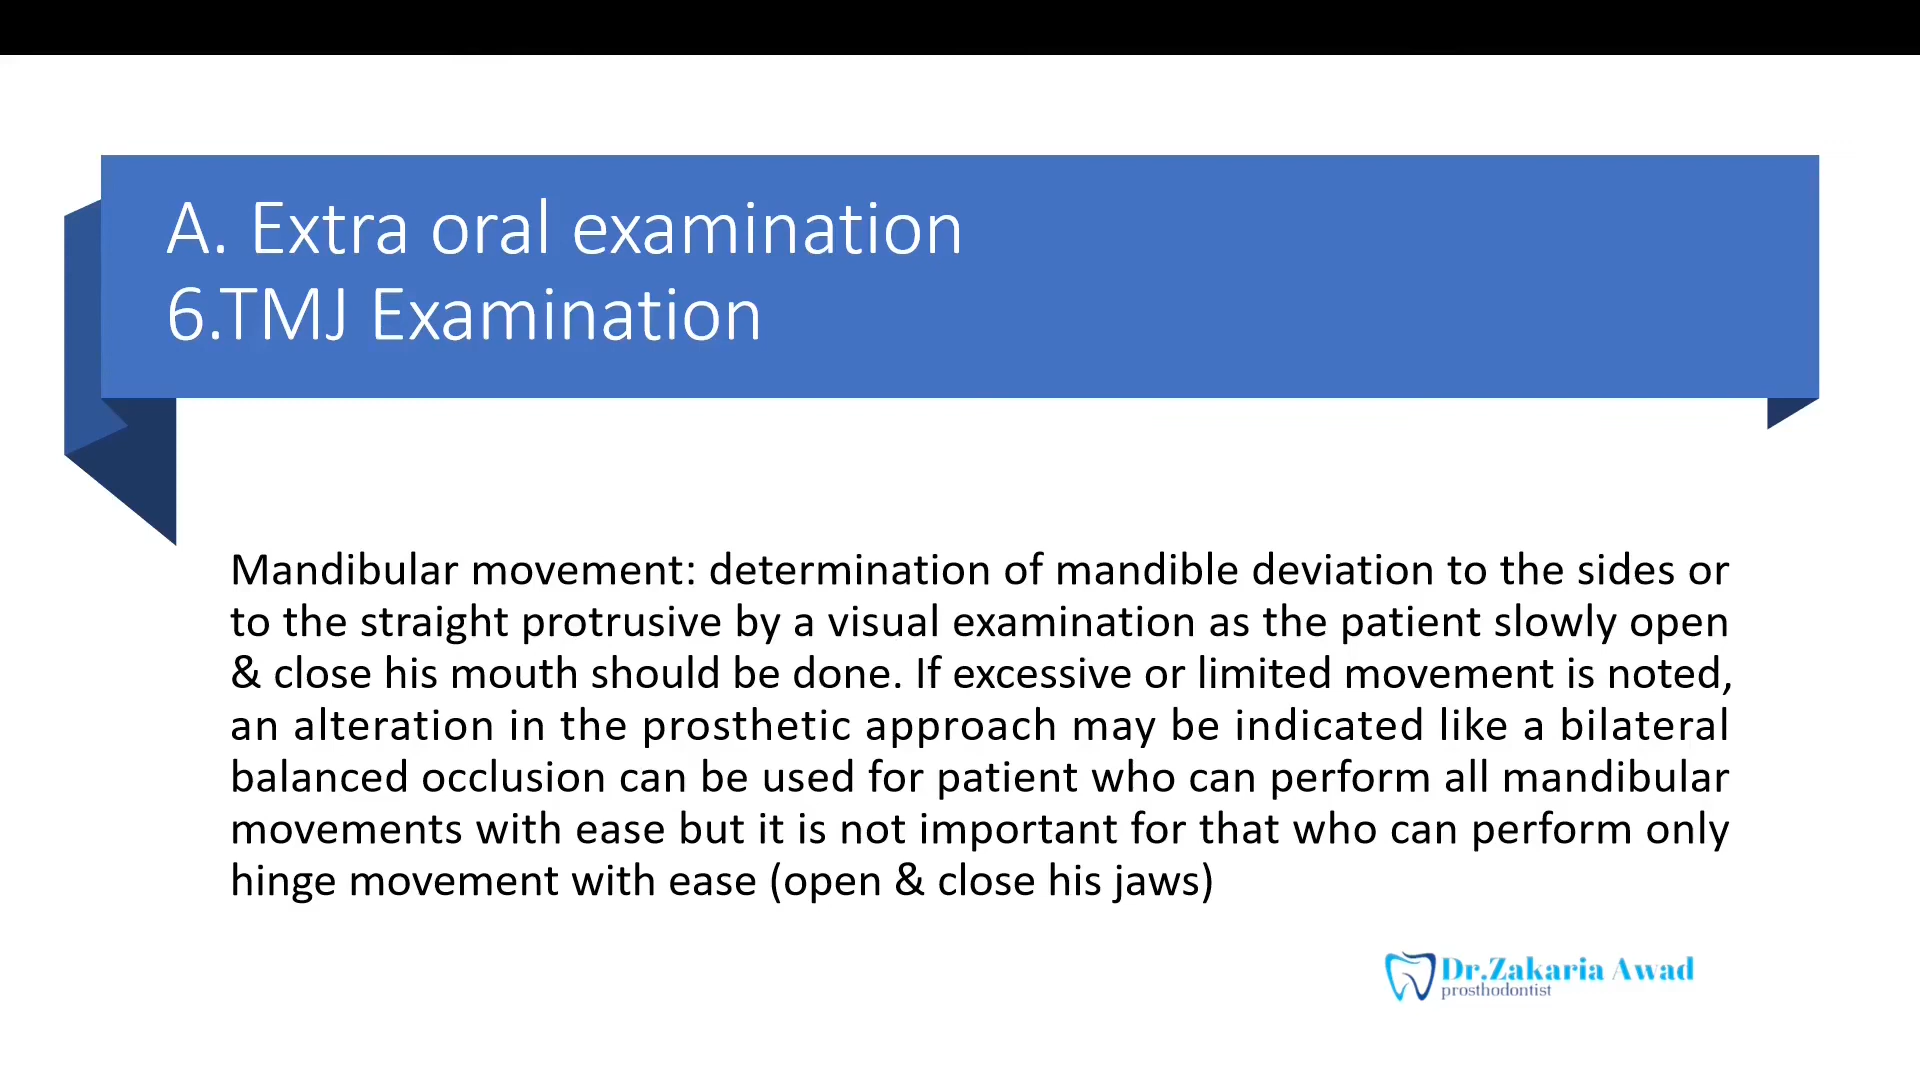 A. Extra oral examination
6.TMJ Examination
Mandibular movement: determination of mandible deviation to the sides or
to the straight protrusive by a visual examination as the patient slowly open
& close his mouth should be done. If excessive or limited movement is noted,
an alteration in the prosthetic approach may be indicated like a bilateral
balanced occlusion can be used for patient who can perform all mandibular
movements with ease but it is not important for that who can perform only
hinge movement with ease (open & close his jaws)
Dr.Zakaria Awad
prosthodontist